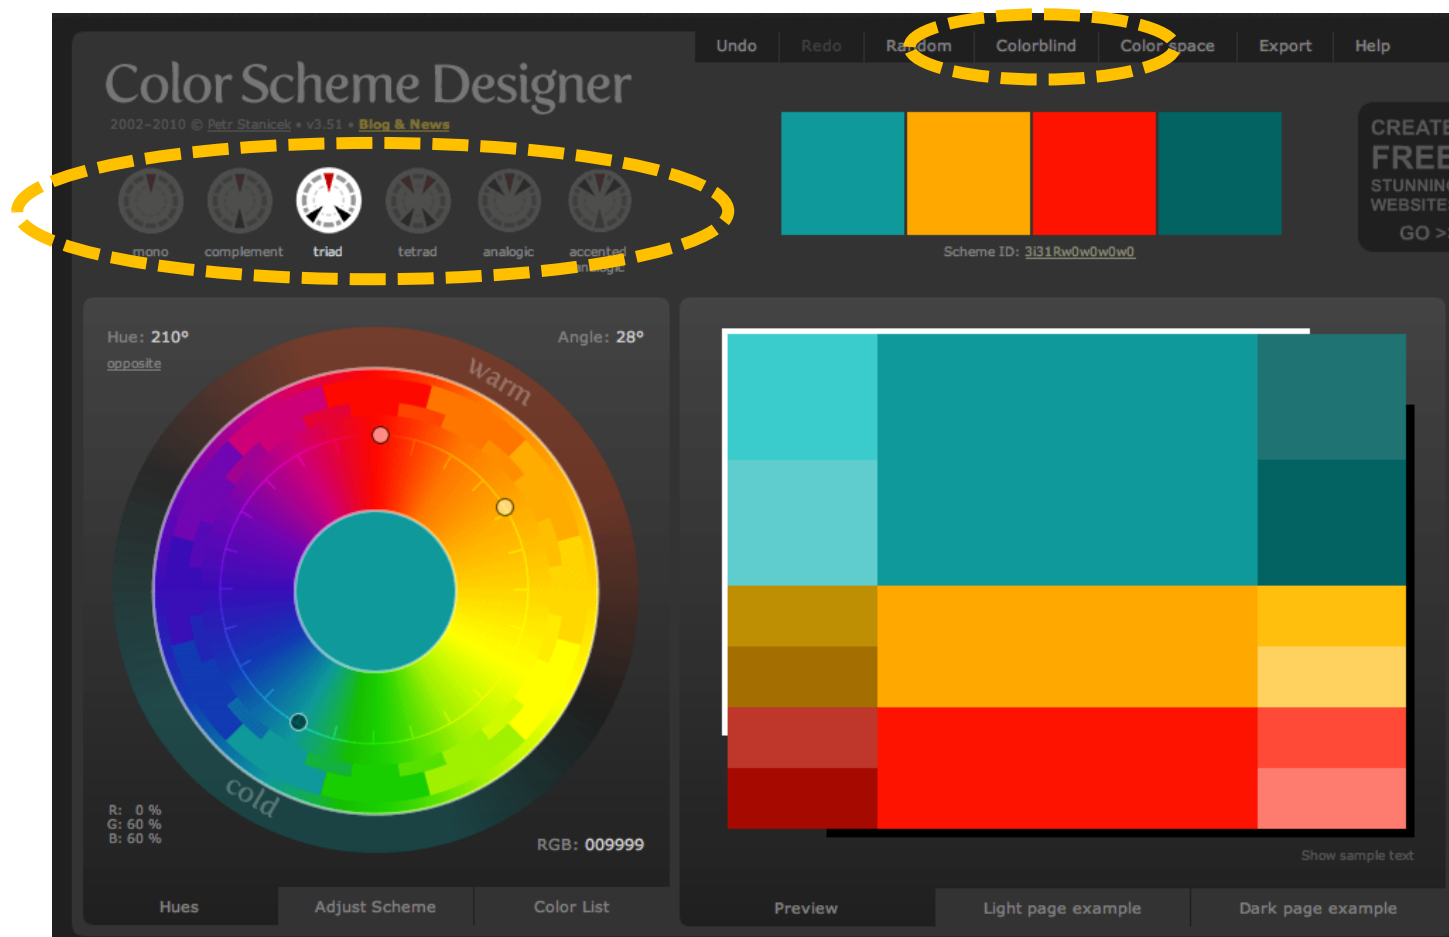 Undo Redo Random Colorblind Color space Export Help
Color Scheme Designer
2002–2010 © Petr Stanicek • v3.51 • Blog & News
mono complement triad tetrad analogic accented analogic
Scheme ID: 3i31Rw0w0w0w0
CREATE
FREE
STUNNING
WEBSITES
GO >
Hue: 210° Angle: 28°
opposite
warm
cold
R: 0 %
G: 60 %
B: 60 %
RGB: 009999
Show sample text
Hues Adjust Scheme Color List
Preview Light page example Dark page example